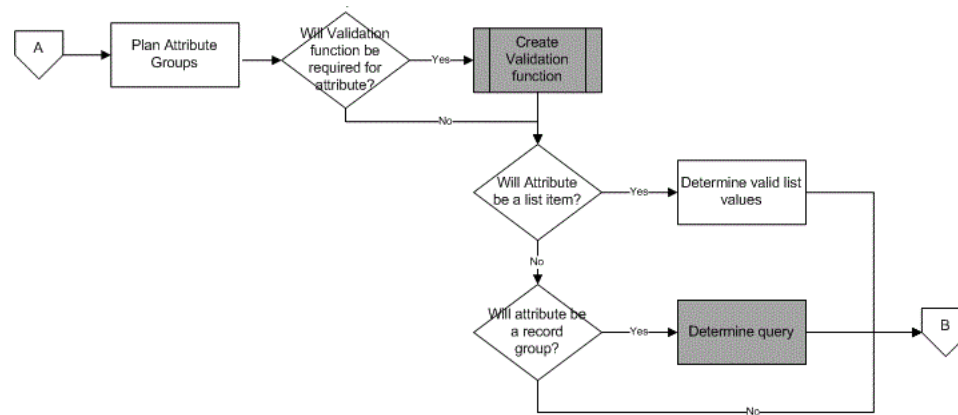 A
Plan Attribute
Groups
Will Validation
function be
required for
attribute?
Yes
Create
Validation
function
No
Will Attribute
be a list item?
Yes
Determine valid list
values
No
Will attribute be
a record
group?
Yes
Determine query
B
No